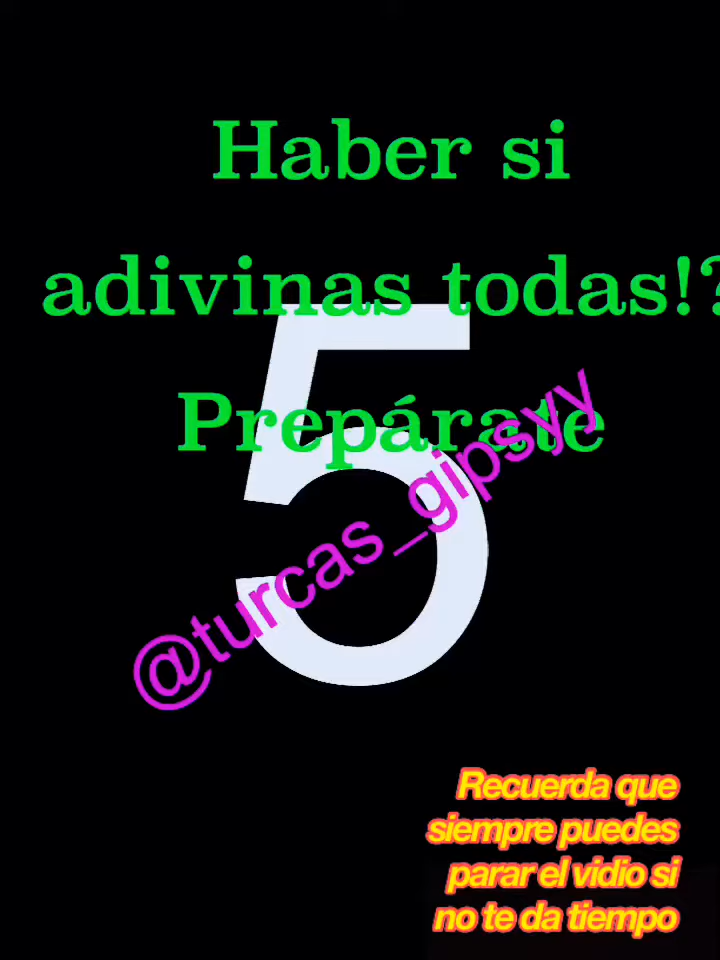 Haber si
adivinas todas!?
5
Prepárate
@turcas_gipsyy
Recuerda que
siempre puedes
parar el vidio si
no te da tiempo